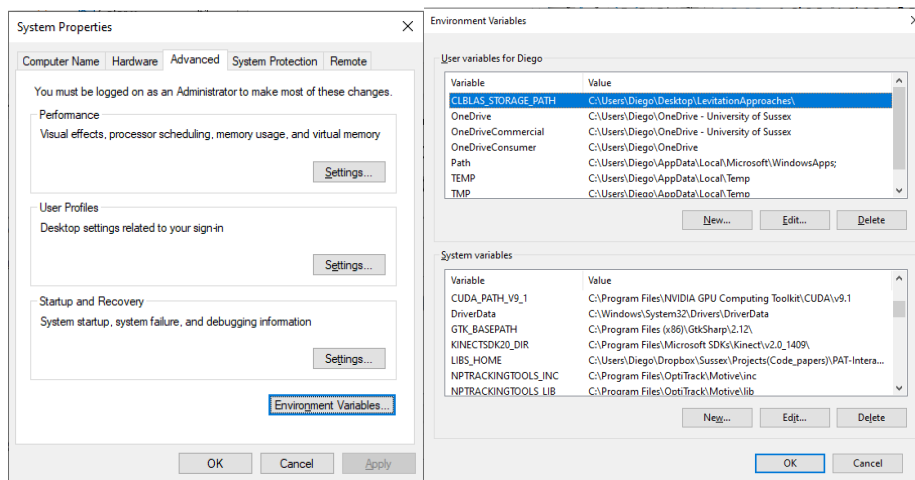 System Properties
Computer Name Hardware Advanced System Protection Remote
You must be logged on as an Administrator to make most of these changes.
Performance
Visual effects, processor scheduling, memory usage, and virtual memory
Settings...
User Profiles
Desktop settings related to your sign-in
Settings...
Startup and Recovery
System startup, system failure, and debugging information
Settings...
Environment Variables...
OK Cancel Apply
Environment Variables
User variables for Diego
Variable Value
CLBLAS_STORAGE_PATH C:\Users\Diego\Desktop\LevitationApproaches\
OneDrive C:\Users\Diego\OneDrive - University of Sussex
OneDriveCommercial C:\Users\Diego\OneDrive - University of Sussex
OneDriveConsumer C:\Users\Diego\OneDrive
Path C:\Users\Diego\AppData\Local\Microsoft\WindowsApps;
TEMP C:\Users\Diego\AppData\Local\Temp
TMP C:\Users\Diego\AppData\Local\Temp
New... Edit... Delete
System variables
Variable Value
CUDA_PATH_V9_1 C:\Program Files\NVIDIA GPU Computing Toolkit\CUDA\v9.1
DriverData C:\Windows\System32\Drivers\DriverData
GTK_BASEPATH C:\Program Files (x86)\GtkSharp\2.12\
KINECTSDK20_DIR C:\Program Files\Microsoft SDKs\Kinect\v2.0_1409\
LIBS_HOME C:\Users\Diego\Dropbox\Sussex\Projects(Code_papers)\PAT-Intera...
NPTRACKINGTOOLS_INC C:\Program Files\OptiTrack\Motive\inc
NPTRACKINGTOOLS_LIB C:\Program Files\OptiTrack\Motive\lib
New... Edit... Delete
OK Cancel